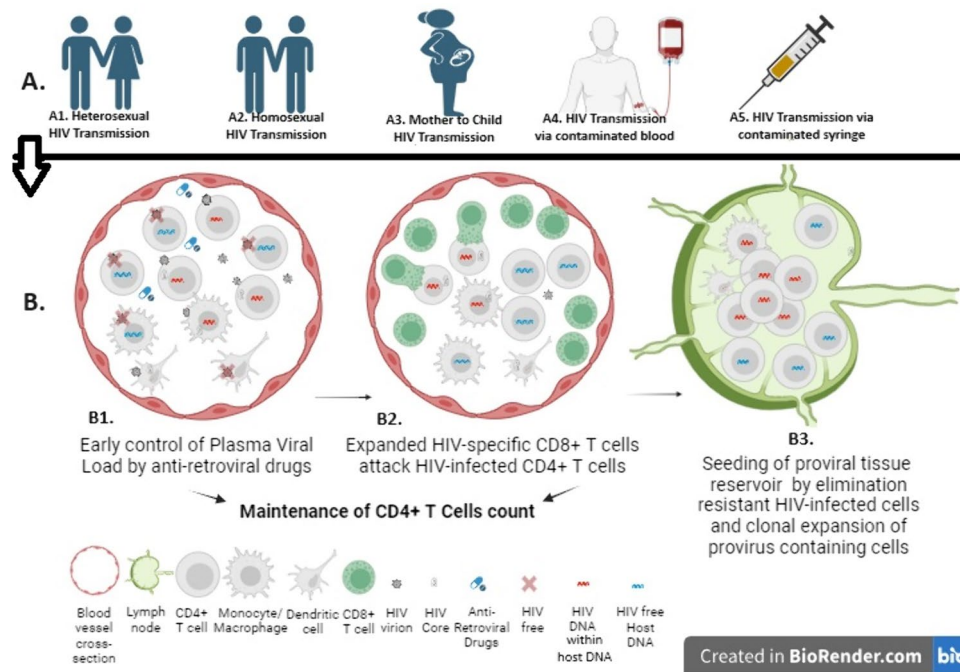 A.
A1. Heterosexual
HIV Transmission
A2. Homosexual
HIV Transmission
A3. Mother to Child
HIV Transmission
A4. HIV Transmission
via contaminated blood
A5. HIV Transmission via
contaminated syringe
B.
B1.
Early control of Plasma Viral
Load by anti-retroviral drugs
B2.
Expanded HIV-specific CD8+ T cells
attack HIV-infected CD4+ T cells
B3.
Seeding of proviral tissue
reservoir by elimination
resistant HIV-infected cells
and clonal expansion of
provirus containing cells
Maintenance of CD4+ T Cells count
Blood
vessel
cross-
section
Lymph
node
CD4+
T cell
Monocyte/
Macrophage
Dendritic
cell
CD8+
T cell
HIV
virion
HIV
Core
Anti-
Retroviral
Drugs
HIV
free
HIV
DNA
within
host DNA
HIV free
Host
DNA
Created in BioRender.com
bio